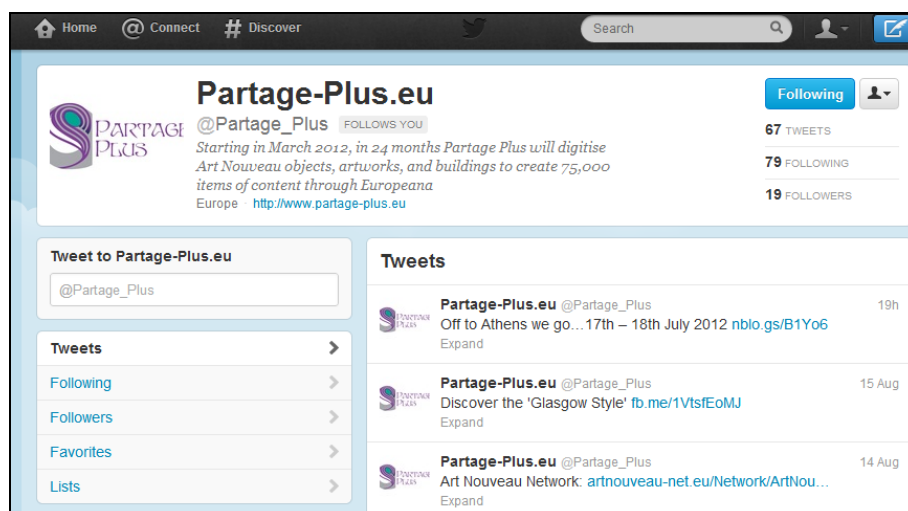 Home Connect Discover Search
Partage-Plus.eu
@Partage_Plus FOLLOWS YOU
Starting in March 2012, in 24 months Partage Plus will digitise
Art Nouveau objects, artworks, and buildings to create 75,000
items of content through Europeana
Europe · http://www.partage-plus.eu
PARTAGE
PLUS
Following
67 TWEETS
79 FOLLOWING
19 FOLLOWERS
Tweet to Partage-Plus.eu
@Partage_Plus
Tweets
Following
Followers
Favorites
Lists
Tweets
Partage-Plus.eu @Partage_Plus 19h
Off to Athens we go…17th – 18th July 2012 nblo.gs/B1Yo6
Expand
Partage-Plus.eu @Partage_Plus 15 Aug
Discover the 'Glasgow Style' fb.me/1VtsfEoMJ
Expand
Partage-Plus.eu @Partage_Plus 14 Aug
Art Nouveau Network: artnouveau-net.eu/Network/ArtNou…
Expand